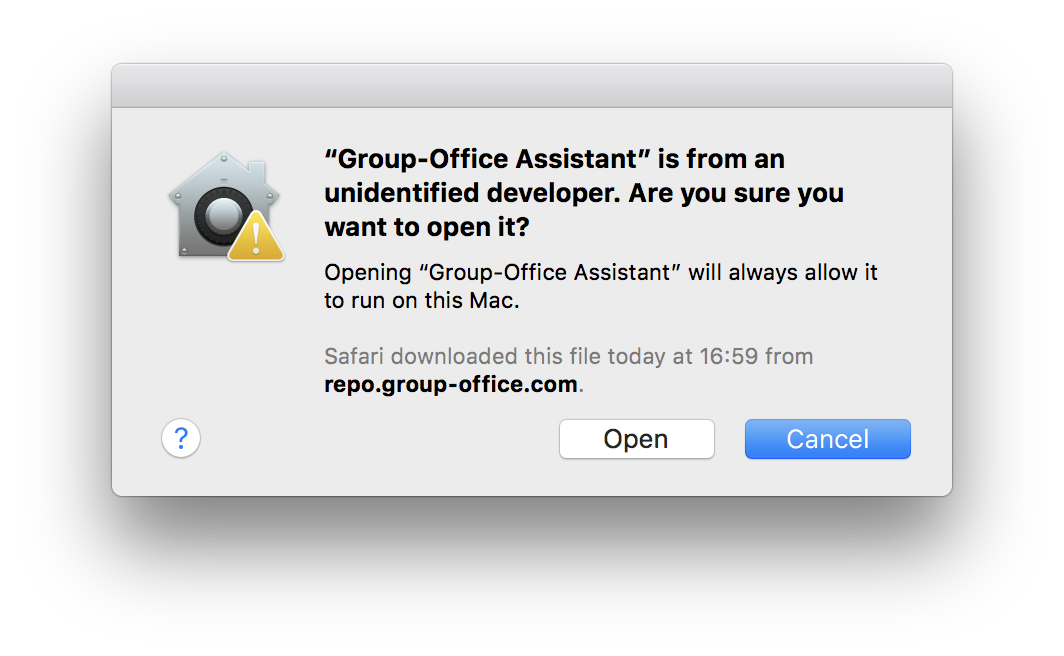 “Group-Office Assistant” is from an
unidentified developer. Are you sure you
want to open it?
Opening “Group-Office Assistant” will always allow it
to run on this Mac.
Safari downloaded this file today at 16:59 from
repo.group-office.com.
?
Open
Cancel